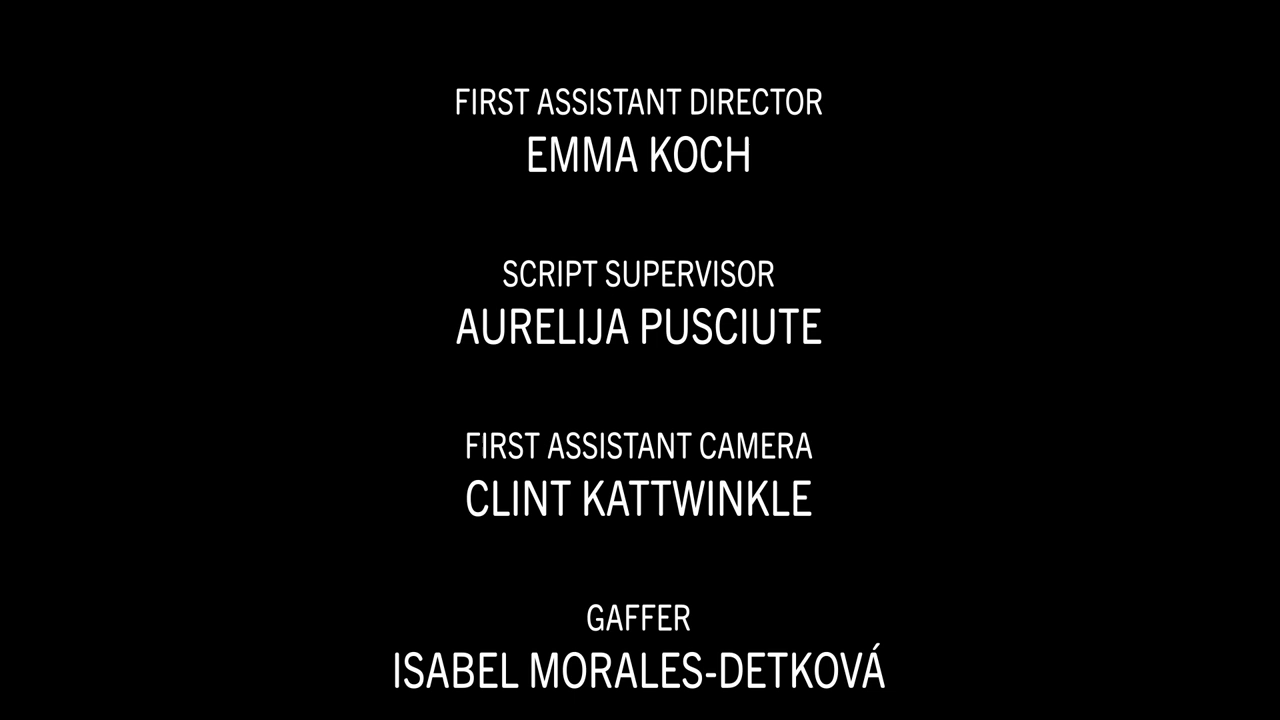 FIRST ASSISTANT DIRECTOR
EMMA KOCH
SCRIPT SUPERVISOR
AURELIJA PUSCIUTE
FIRST ASSISTANT CAMERA
CLINT KATTWINKLE
GAFFER
ISABEL MORALES-DETKOVÁ